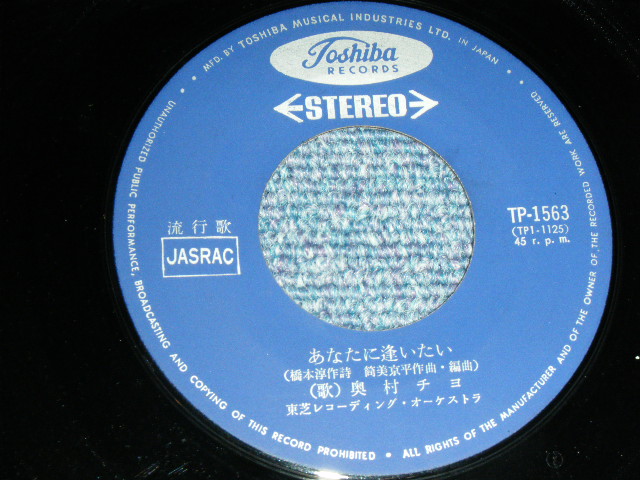 MFD. BY TOSHIBA MUSICAL INDUSTRIES LTD. IN JAPAN
Toshiba
RECORDS
STEREO
流行歌
JASRAC
TP-1563
(TP1-1125)
45 r. p. m.
あなたに逢いたい
(橋本淳作詩 筒美京平作曲・編曲)
(歌) 奥村チヨ
東芝レコーディング・オーケストラ
UNAUTHORIZED PUBLIC PERFORMANCE, BROADCASTING AND COPYING OF THIS RECORD PROHIBITED • ALL RIGHTS OF THE MANUFACTURER AND OF THE OWNER OF THE RECORDED WORK ARE RESERVED